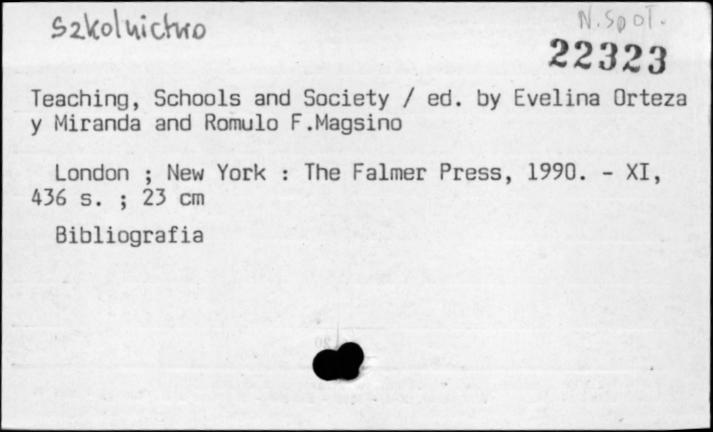 Szkolnictwo
N. Społ.
22323
Teaching, Schools and Society / ed. by Evelina Orteza
y Miranda and Romulo F.Magsino
London ; New York : The Falmer Press, 1990. - XI,
436 s. ; 23 cm
Bibliografia